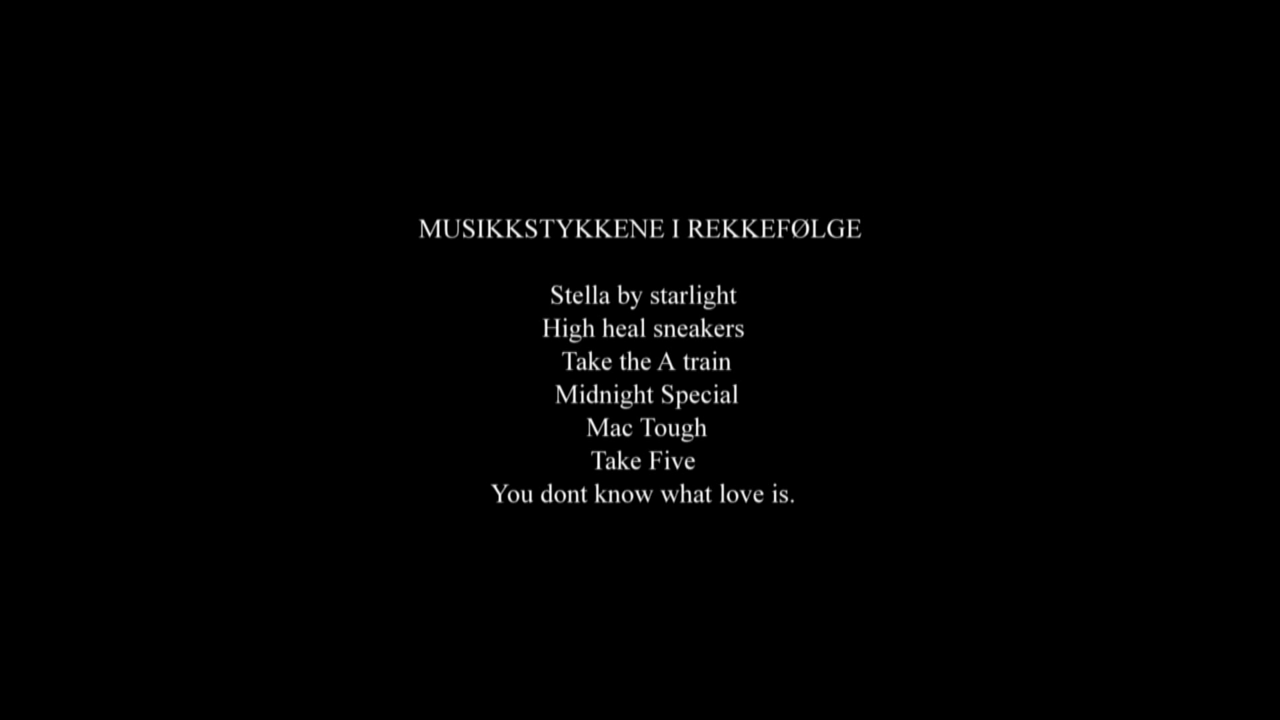 MUSIKKSTYKKENE I REKKEFØLGE
Stella by starlight
High heal sneakers
Take the A train
Midnight Special
Mac Tough
Take Five
You dont know what love is.